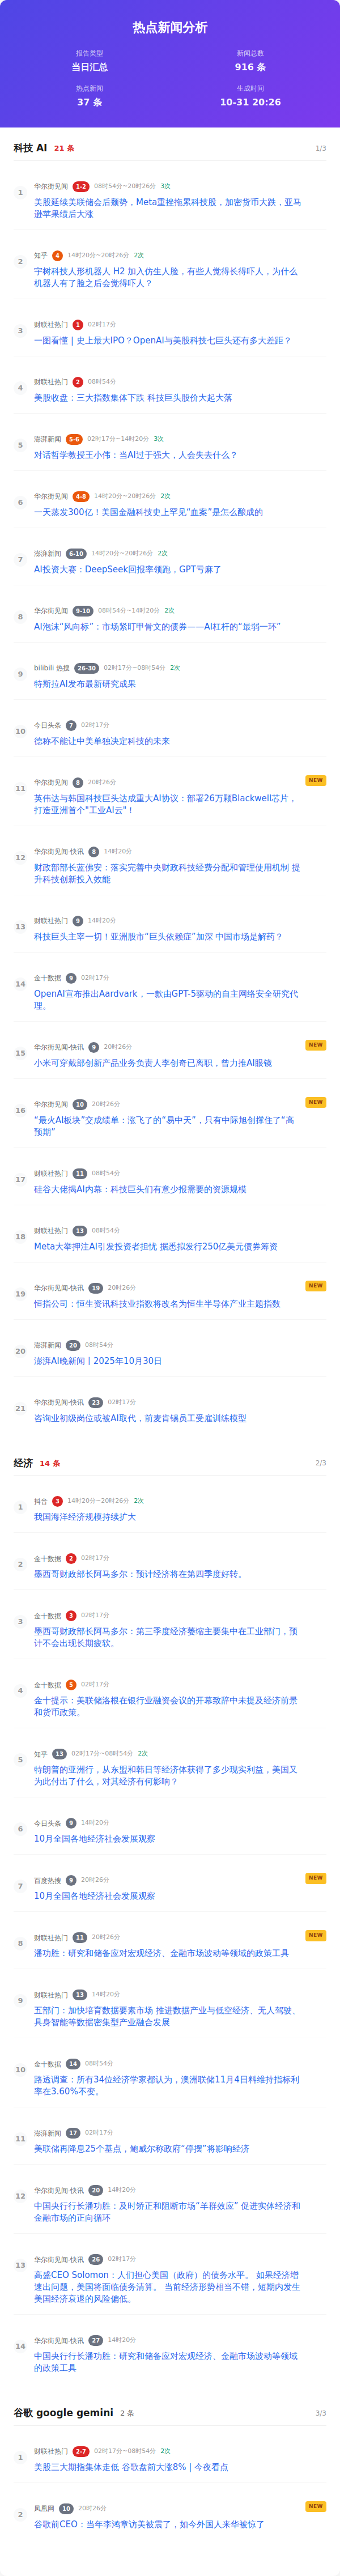 热点新闻分析
报告类型
当日汇总
新闻总数
916 条
热点新闻
37 条
生成时间
10-31 20:26
科技 AI 21 条 1/3
1 华尔街见闻 1-2 08时54分~20时26分 3次
美股延续美联储会后颓势，Meta重挫拖累科技股，加密货币大跌，亚马
逊苹果绩后大涨
2 知乎 4 14时20分~20时26分 2次
宇树科技人形机器人 H2 加入仿生人脸，有些人觉得长得吓人，为什么
机器人有了脸之后会觉得吓人？
3 财联社热门 1 02时17分
一图看懂 | 史上最大IPO？OpenAI与美股科技七巨头还有多大差距？
4 财联社热门 2 08时54分
美股收盘：三大指数集体下跌 科技巨头股价大起大落
5 澎湃新闻 5-6 02时17分~14时20分 3次
对话哲学教授王小伟：当AI过于强大，人会失去什么？
6 华尔街见闻 4-8 14时20分~20时26分 2次
一天蒸发300亿！美国金融科技史上罕见“血案”是怎么酿成的
7 澎湃新闻 6-10 14时20分~20时26分 2次
AI投资大赛：DeepSeek回报率领跑，GPT亏麻了
8 华尔街见闻 9-10 08时54分~14时20分 2次
AI泡沫“风向标”：市场紧盯甲骨文的债券——AI杠杆的“最弱一环”
9 bilibili 热搜 26-30 02时17分~08时54分 2次
特斯拉AI发布最新研究成果
10 今日头条 7 02时17分
德称不能让中美单独决定科技的未来
11 华尔街见闻 8 20时26分 NEW
英伟达与韩国科技巨头达成重大AI协议：部署26万颗Blackwell芯片，
打造亚洲首个"工业AI云"！
12 华尔街见闻-快讯 8 14时20分
财政部部长蓝佛安：落实完善中央财政科技经费分配和管理使用机制 提
升科技创新投入效能
13 财联社热门 9 14时20分
科技巨头主宰一切！亚洲股市“巨头依赖症”加深 中国市场是解药？
14 金十数据 9 02时17分
OpenAI宣布推出Aardvark，一款由GPT-5驱动的自主网络安全研究代
理。
15 华尔街见闻-快讯 9 20时26分 NEW
小米可穿戴部创新产品业务负责人李创奇已离职，曾力推AI眼镜
16 华尔街见闻 10 20时26分 NEW
“最火AI板块”交成绩单：涨飞了的“易中天”，只有中际旭创撑住了“高
预期”
17 财联社热门 11 08时54分
硅谷大佬揭AI内幕：科技巨头们有意少报需要的资源规模
18 财联社热门 13 08时54分
Meta大举押注AI引发投资者担忧 据悉拟发行250亿美元债券筹资
19 华尔街见闻-快讯 19 20时26分 NEW
恒指公司：恒生资讯科技业指数将改名为恒生半导体产业主题指数
20 澎湃新闻 20 08时54分
澎湃AI晚新闻丨2025年10月30日
21 华尔街见闻-快讯 23 02时17分
咨询业初级岗位或被AI取代，前麦肯锡员工受雇训练模型
经济 14 条 2/3
1 抖音 3 14时20分~20时26分 2次
我国海洋经济规模持续扩大
2 金十数据 2 02时17分
墨西哥财政部长阿马多尔：预计经济将在第四季度好转。
3 金十数据 3 02时17分
墨西哥财政部长阿马多尔：第三季度经济萎缩主要集中在工业部门，预
计不会出现长期疲软。
4 金十数据 5 02时17分
金十提示：美联储洛根在银行业融资会议的开幕致辞中未提及经济前景
和货币政策。
5 知乎 13 02时17分~08时54分 2次
特朗普的亚洲行，从东盟和韩日等经济体获得了多少现实利益，美国又
为此付出了什么，对其经济有何影响？
6 今日头条 9 14时20分
10月全国各地经济社会发展观察
7 百度热搜 9 20时26分 NEW
10月全国各地经济社会发展观察
8 财联社热门 11 20时26分 NEW
潘功胜：研究和储备应对宏观经济、金融市场波动等领域的政策工具
9 财联社热门 13 14时20分
五部门：加快培育数据要素市场 推进数据产业与低空经济、无人驾驶、
具身智能等数据密集型产业融合发展
10 金十数据 14 08时54分
路透调查：所有34位经济学家都认为，澳洲联储11月4日料维持指标利
率在3.60%不变。
11 澎湃新闻 17 02时17分
美联储再降息25个基点，鲍威尔称政府“停摆”将影响经济
12 华尔街见闻-快讯 20 14时20分
中国央行行长潘功胜：及时矫正和阻断市场“羊群效应” 促进实体经济和
金融市场的正向循环
13 华尔街见闻-快讯 26 02时17分
高盛CEO Solomon：人们担心美国（政府）的债务水平。 如果经济增
速出问题，美国将面临债务清算。 当前经济形势相当不错，短期内发生
美国经济衰退的风险偏低。
14 华尔街见闻-快讯 27 14时20分
中国央行行长潘功胜：研究和储备应对宏观经济、金融市场波动等领域
的政策工具
谷歌 google gemini 2 条 3/3
1 财联社热门 2-7 02时17分~08时54分 2次
美股三大期指集体走低 谷歌盘前大涨8% | 今夜看点
2 凤凰网 10 20时26分 NEW
谷歌前CEO：当年李鸿章访美被震了，如今外国人来华被惊了